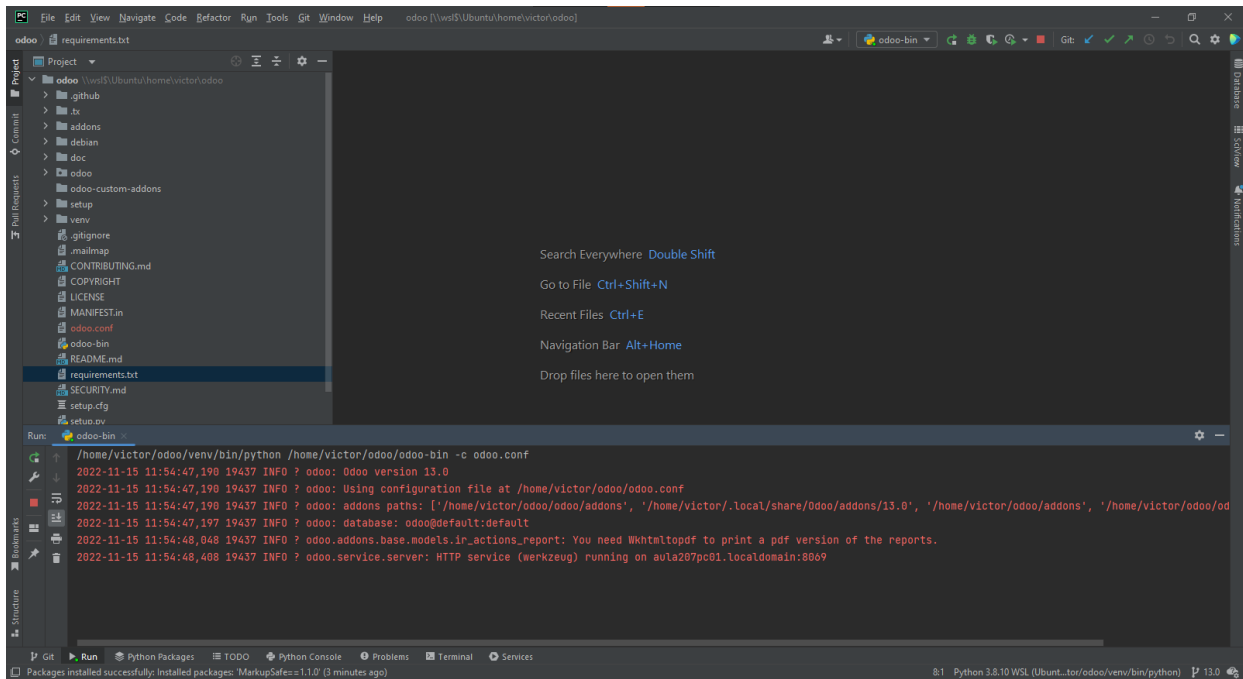 PC File Edit View Navigate Code Refactor Run Tools Git Window Help odoo [\\wsl$\Ubuntu\home\victor\odoo]
odoo requirements.txt odoo-bin Git:
Project
odoo \\wsl$\Ubuntu\home\victor\odoo
.github
.tx
addons
debian
doc
odoo
odoo-custom-addons
setup
venv
.gitignore
.mailmap
CONTRIBUTING.md
COPYRIGHT
LICENSE
MANIFEST.in
odoo.conf
odoo-bin
README.md
requirements.txt
SECURITY.md
setup.cfg
setup.py
Project
Commit
Pull Requests
Bookmarks
Structure
Search Everywhere Double Shift
Go to File Ctrl+Shift+N
Recent Files Ctrl+E
Navigation Bar Alt+Home
Drop files here to open them
Database
SciView
Notifications
Run: odoo-bin
/home/victor/odoo/venv/bin/python /home/victor/odoo/odoo-bin -c odoo.conf
2022-11-15 11:54:47,190 19437 INFO ? odoo: Odoo version 13.0
2022-11-15 11:54:47,190 19437 INFO ? odoo: Using configuration file at /home/victor/odoo/odoo.conf
2022-11-15 11:54:47,190 19437 INFO ? odoo: addons paths: ['/home/victor/odoo/odoo/addons', '/home/victor/.local/share/Odoo/addons/13.0', '/home/victor/odoo/addons', '/home/victor/odoo/od
2022-11-15 11:54:47,197 19437 INFO ? odoo: database: odoo@default:default
2022-11-15 11:54:48,048 19437 INFO ? odoo.addons.base.models.ir_actions_report: You need Wkhtmltopdf to print a pdf version of the reports.
2022-11-15 11:54:48,408 19437 INFO ? odoo.service.server: HTTP service (werkzeug) running on aula207pc01.localdomain:8069
Git Run Python Packages TODO Python Console Problems Terminal Services
Packages installed successfully: Installed packages: 'MarkupSafe==1.1.0' (3 minutes ago) 8:1 Python 3.8.10 WSL (Ubunt...tor/odoo/venv/bin/python) 13.0